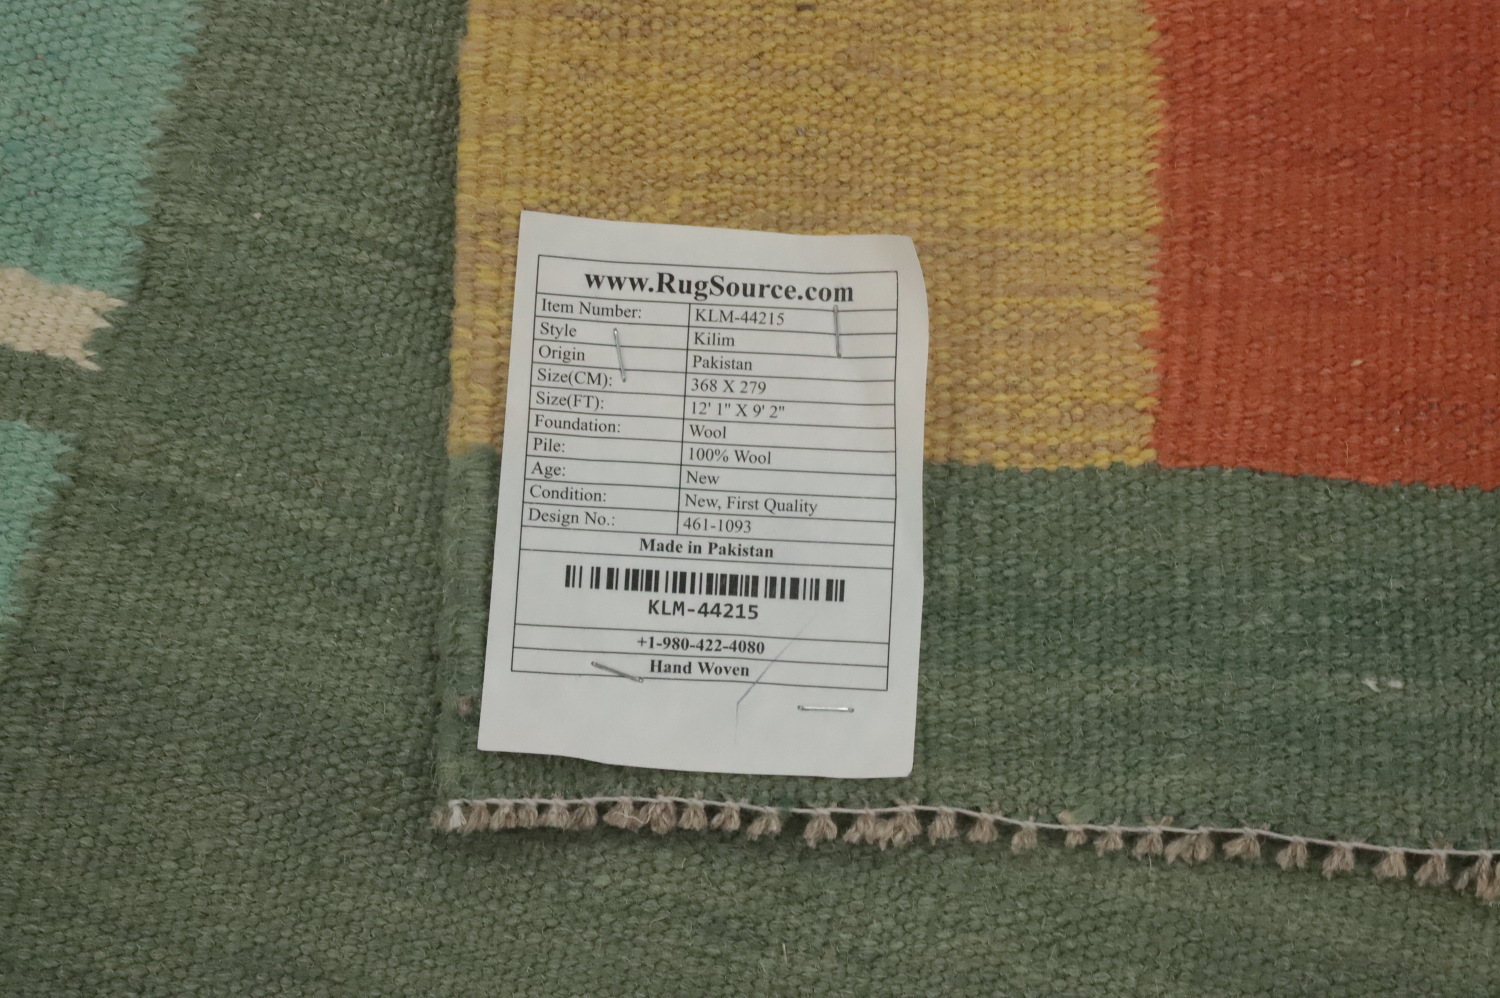 www.RugSource.com
Item Number: KLM-44215
Style Kilim
Origin Pakistan
Size(CM): 368 X 279
Size(FT): 12' 1" X 9' 2"
Foundation: Wool
Pile: 100% Wool
Age: New
Condition: New, First Quality
Design No.: 461-1093
Made in Pakistan
KLM-44215
+1-980-422-4080
Hand Woven